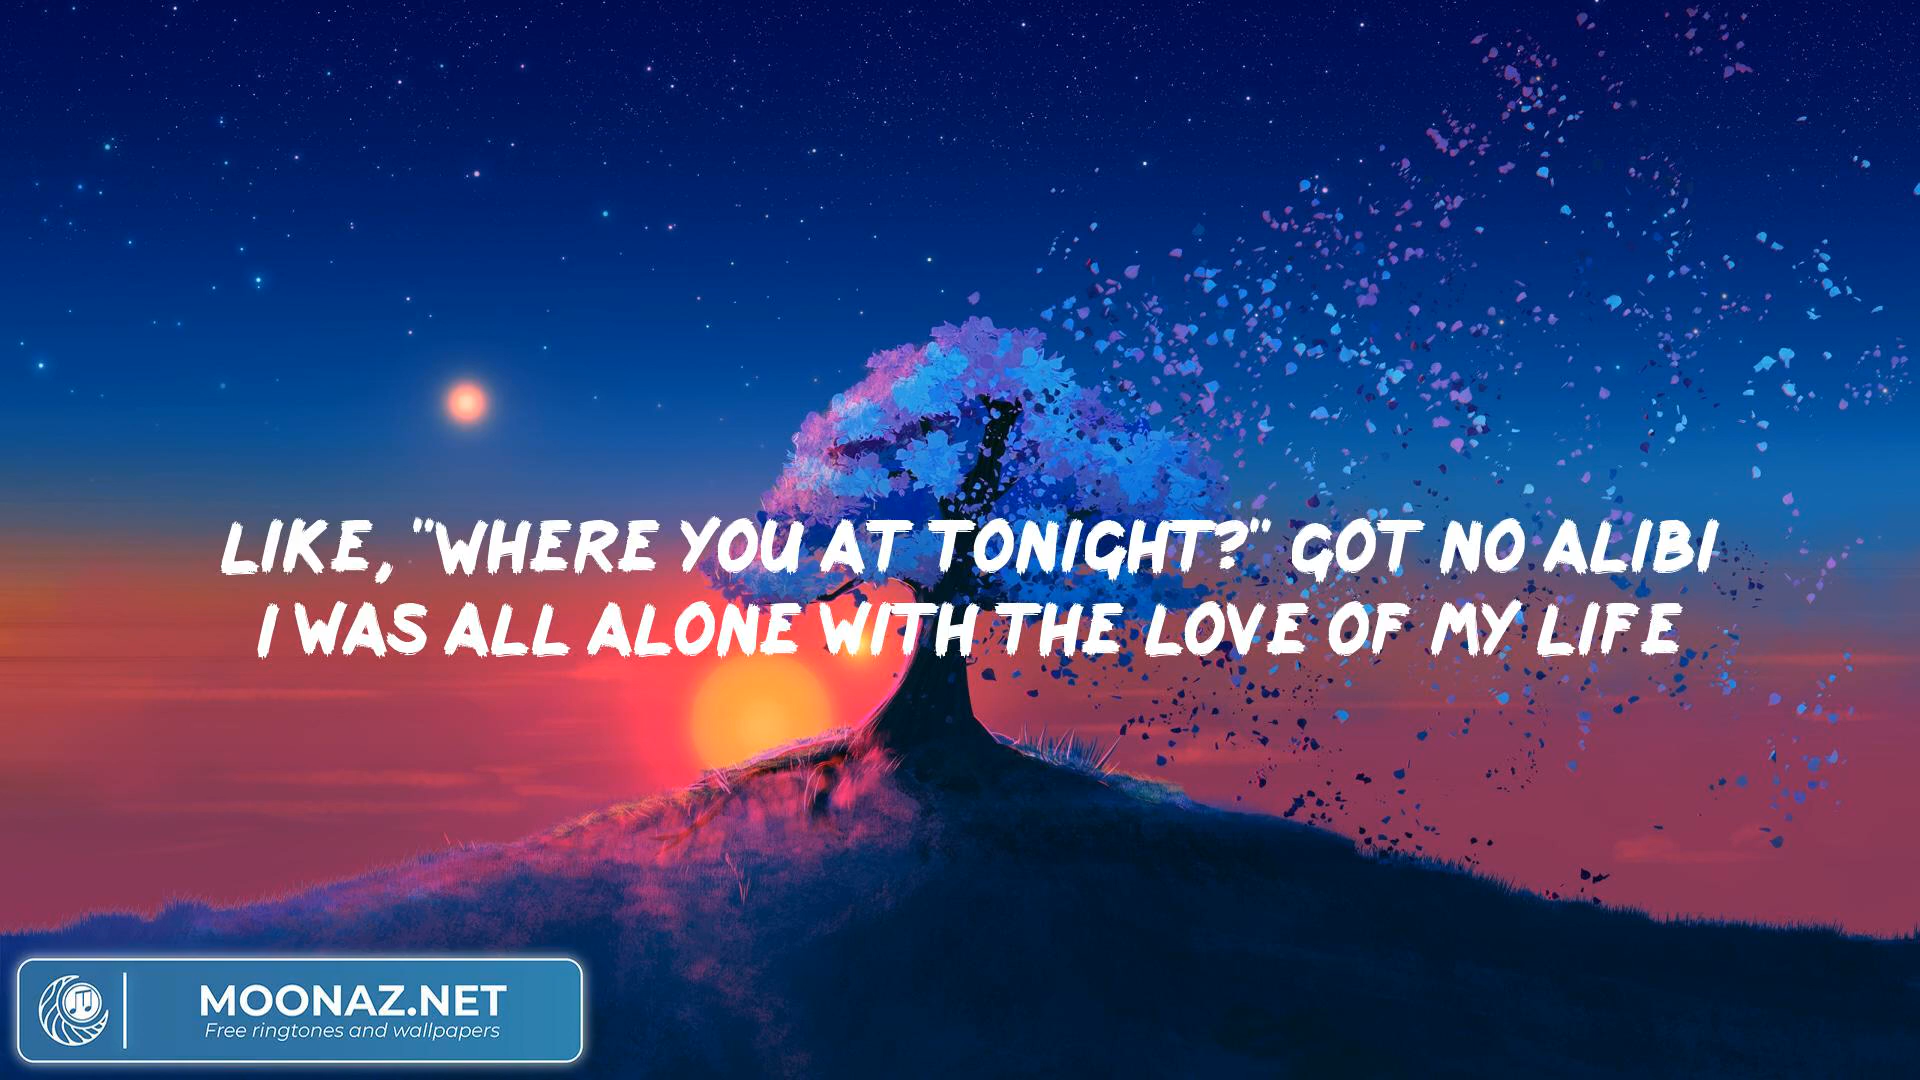 LIKE, "WHERE YOU AT TONIGHT?" GOT NO ALIBI
I WAS ALL ALONE WITH THE LOVE OF MY LIFE
MOONAZ.NET
Free ringtones and wallpapers